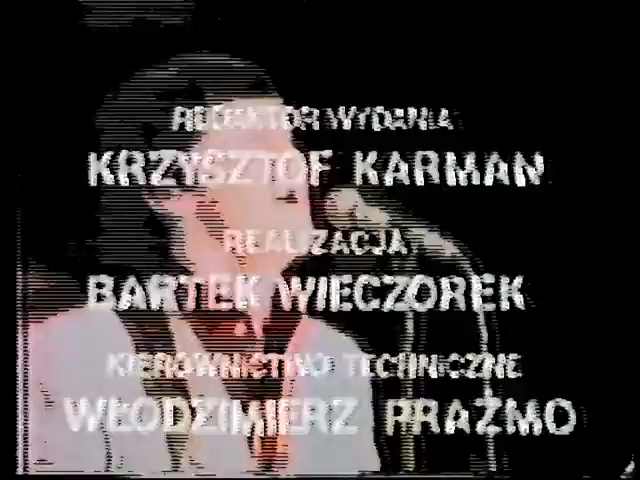 REDAKTOR WYDANIA
KRZYSZTOF KARMAN
REALIZACJA
BARTEK WIECZOREK
KIEROWNICTWO TECHNICZNE
WŁODZIMIERZ PRAŻMO